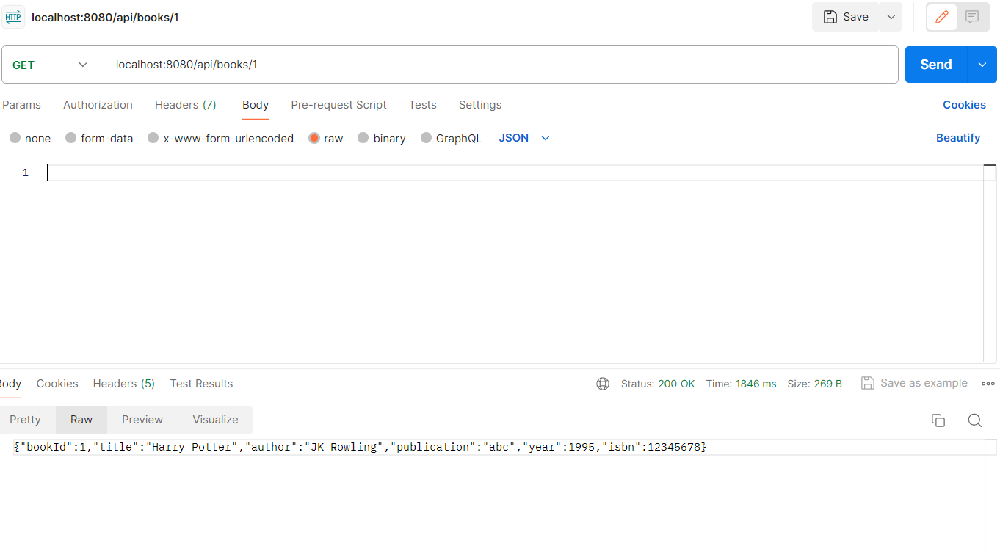 HTTP localhost:8080/api/books/1 Save
GET localhost:8080/api/books/1 Send
Params Authorization Headers (7) Body Pre-request Script Tests Settings Cookies
none form-data x-www-form-urlencoded raw binary GraphQL JSON Beautify
1
Body Cookies Headers (5) Test Results Status: 200 OK Time: 1846 ms Size: 269 B Save as example
Pretty Raw Preview Visualize
{"bookId":1,"title":"Harry Potter","author":"JK Rowling","publication":"abc","year":1995,"isbn":12345678}